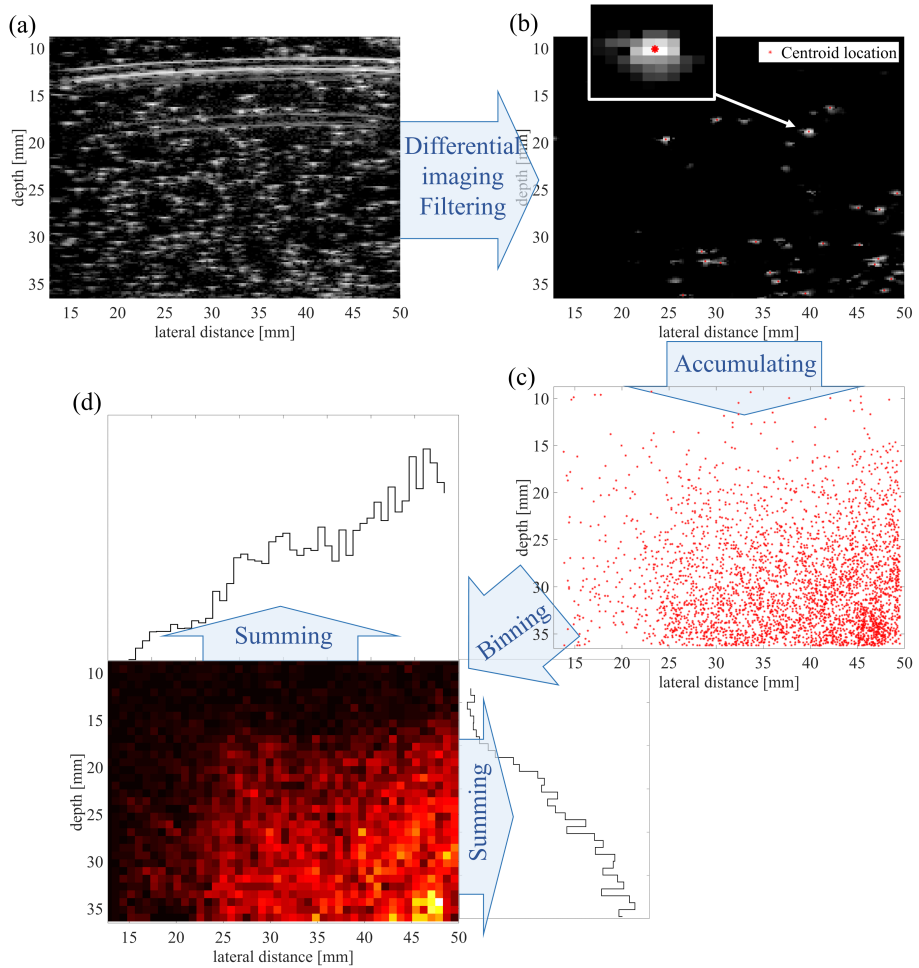 (a)
10
15
20
25
30
35
depth [mm]
15 20 25 30 35 40 45 50
lateral distance [mm]
Differential
imaging
Filtering
(b)
Centroid location
10
15
20
25
30
35
depth [mm]
15 20 25 30 35 40 45 50
lateral distance [mm]
Accumulating
(c)
10
15
20
25
30
35
depth [mm]
15 20 25 30 35 40 45 50
lateral distance [mm]
Binning
(d)
Summing
10
15
20
25
30
35
depth [mm]
15 20 25 30 35 40 45 50
lateral distance [mm]
Summing